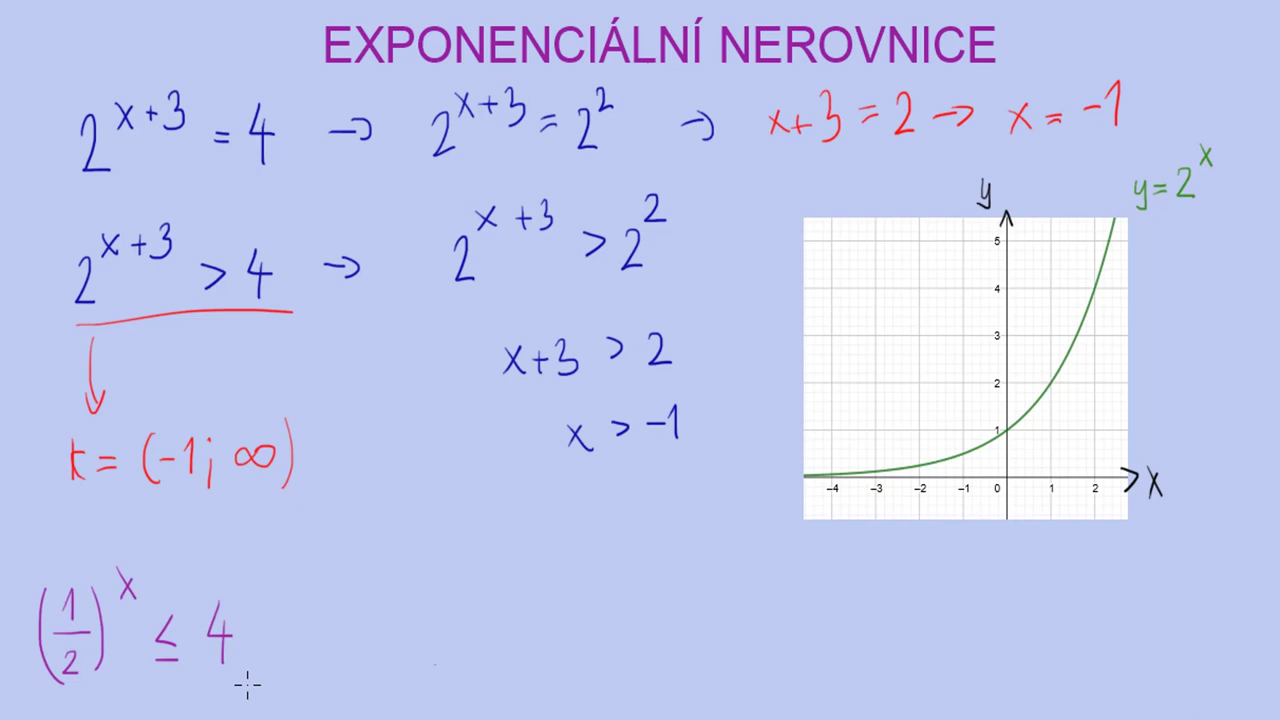 EXPONENCIÁLNÍ NEROVNICE
2^{x+3} = 4 → 2^{x+3} = 2^2 → x+3 = 2 → x = -1
y = 2^x
2^{x+3} > 4 → 2^{x+3} > 2^2
x+3 > 2
x > -1
K = (-1; ∞)
y
5
4
3
2
1
-4 -3 -2 -1 0 1 2
x
(1/2)^x ≤ 4